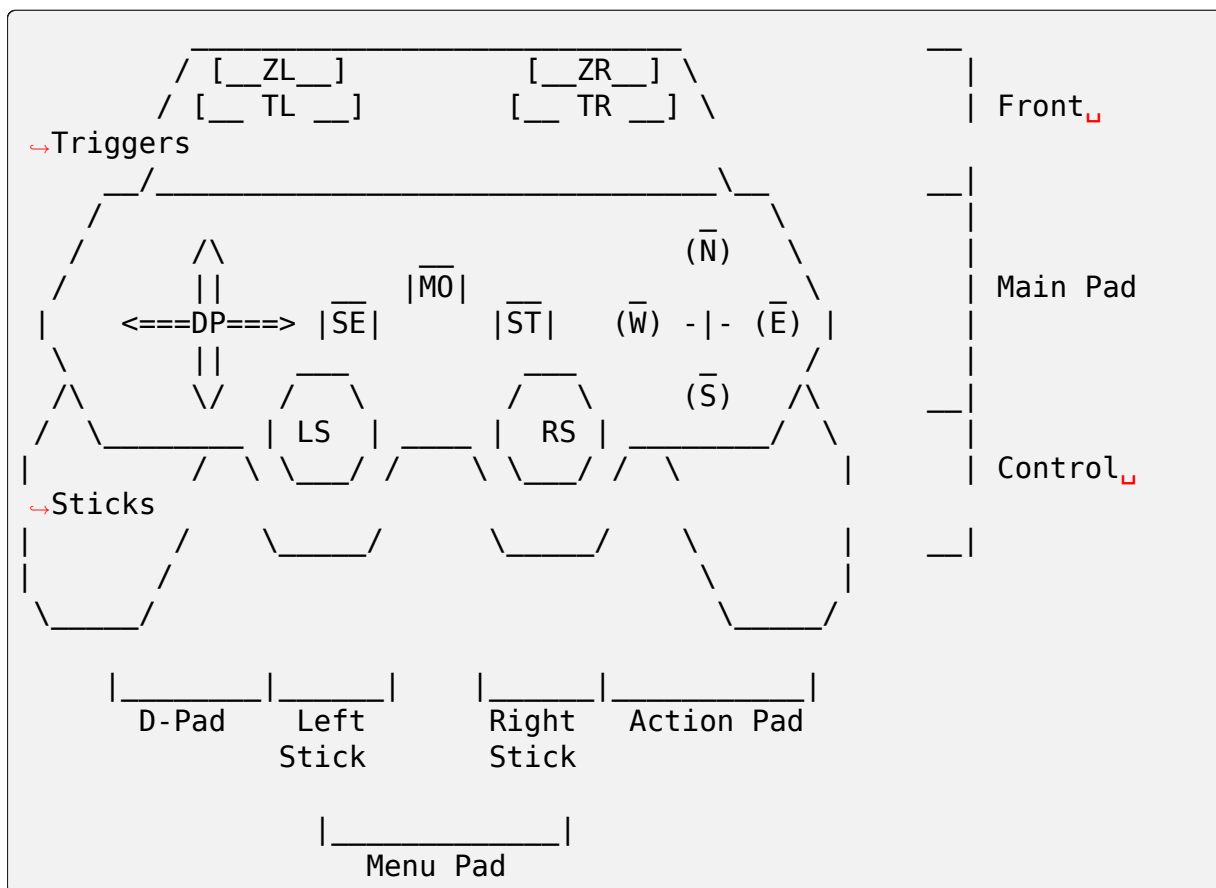 [__ZL__] [__ZR__]
[__ TL __] [__ TR __] | Front␣
↪Triggers
(N)
|MO| Main Pad
<===DP===> |SE| |ST| (W) -|- (E)
(S)
LS RS
Control␣
↪Sticks
D-Pad Left Right Action Pad
Stick Stick
Menu Pad